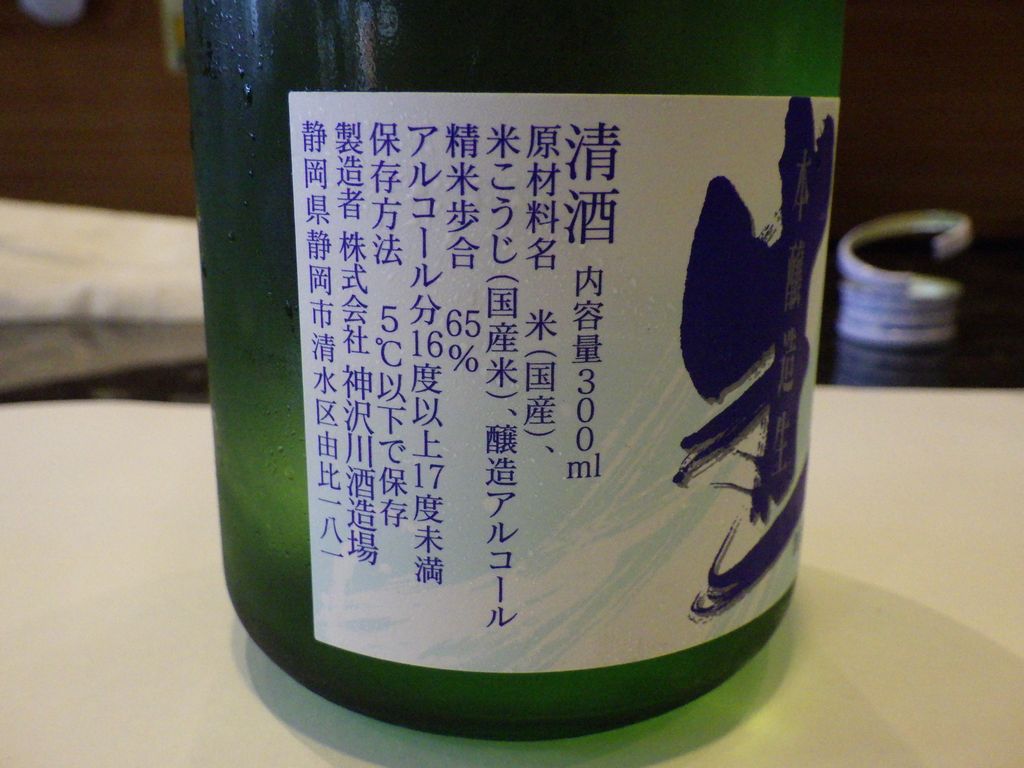 本醸造生
清酒 内容量300ml
原材料名 米(国産)、
米こうじ(国産米)、醸造アルコール
精米歩合 65%
アルコール分16度以上17度未満
保存方法 5℃以下で保存
製造者 株式会社 神沢川酒造場
静岡県静岡市清水区由比一八一